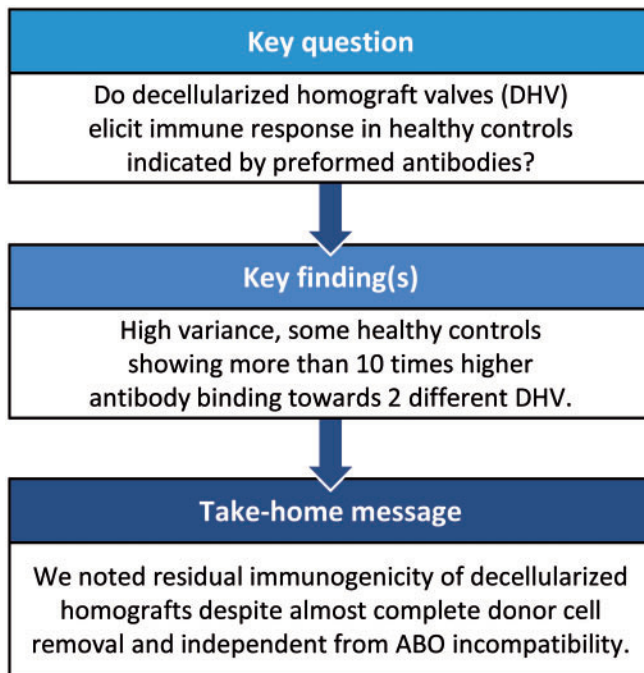 Key question
Do decellularized homograft valves (DHV)
elicit immune response in healthy controls
indicated by preformed antibodies?
Key finding(s)
High variance, some healthy controls
showing more than 10 times higher
antibody binding towards 2 different DHV.
Take-home message
We noted residual immunogenicity of decellularized
homografts despite almost complete donor cell
removal and independent from ABO incompatibility.